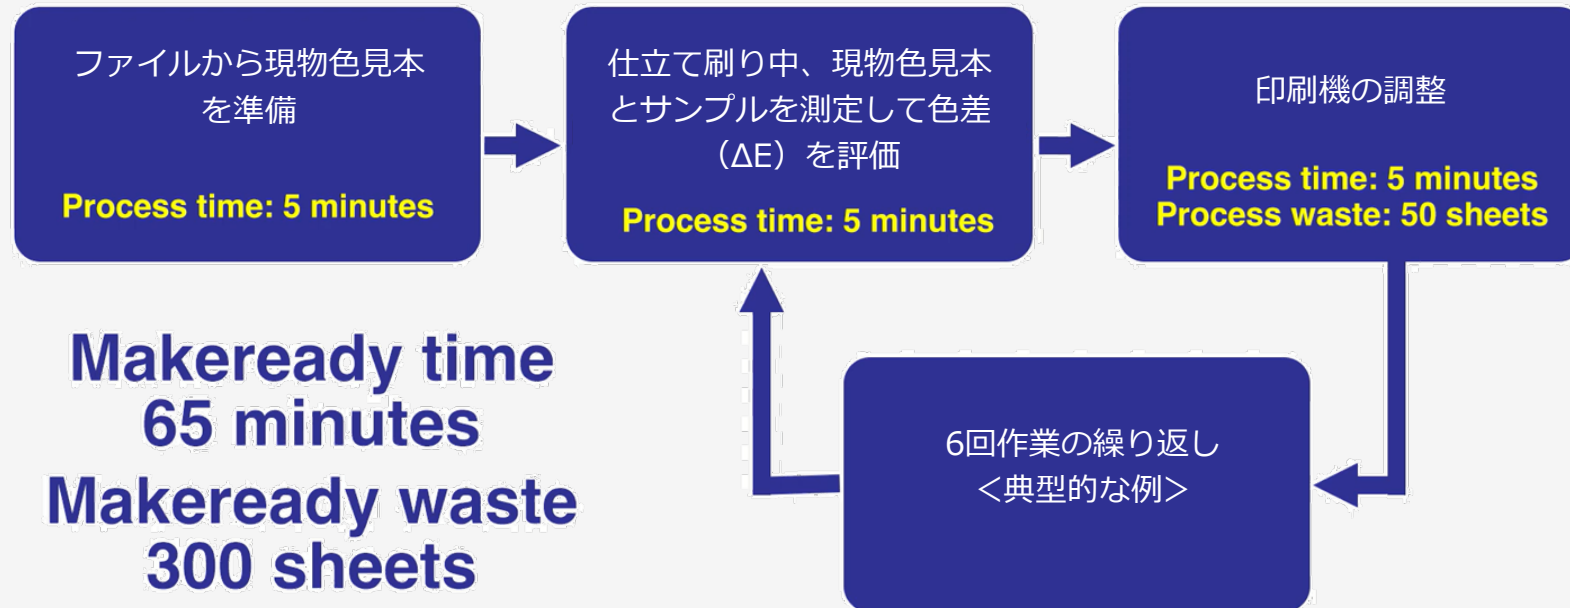 ファイルから現物色見本
を準備
Process time: 5 minutes
仕立て刷り中、現物色見本
とサンプルを測定して色差
（ΔE）を評価
Process time: 5 minutes
印刷機の調整
Process time: 5 minutes
Process waste: 50 sheets
Makeready time
65 minutes
Makeready waste
300 sheets
6回作業の繰り返し
＜典型的な例＞